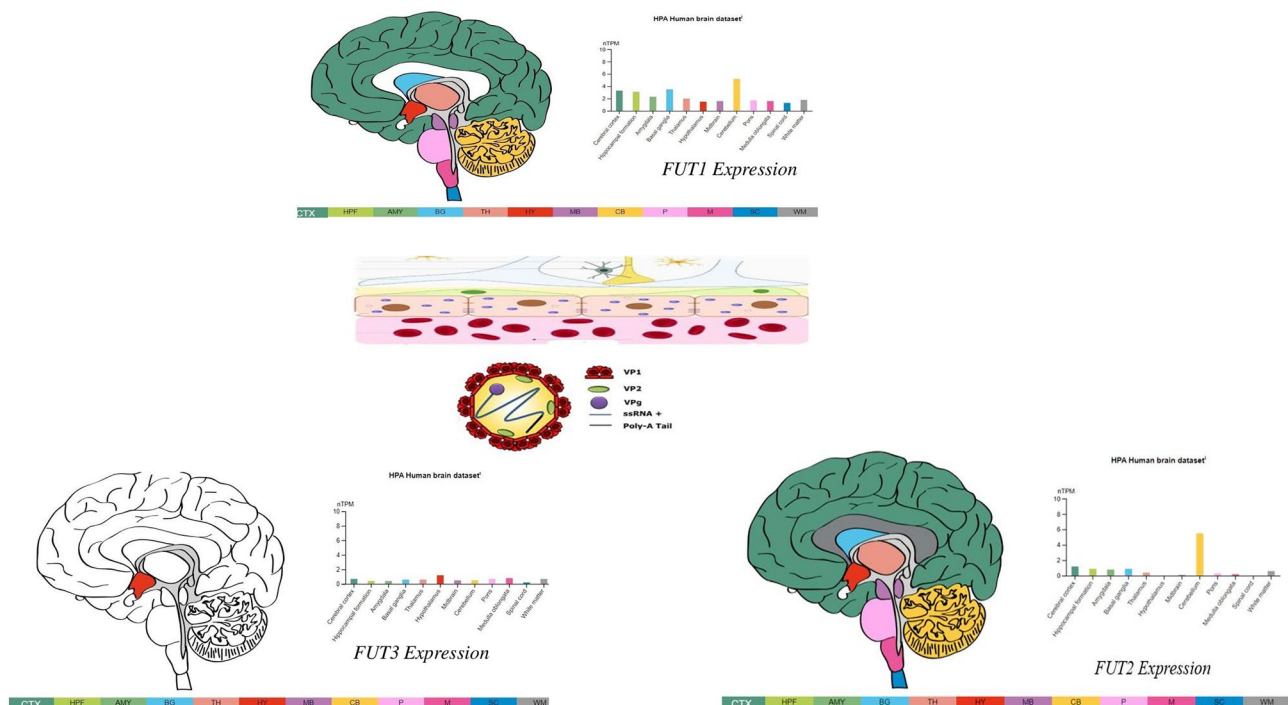 HPA Human brain datasetⁱ
nTPM
10
8
6
4
2
0
Cerebral cortex
Hippocampal formation
Amygdala
Basal ganglia
Thalamus
Hypothalamus
Midbrain
Cerebellum
Pons
Medulla oblongata
Spinal cord
White matter
FUT1 Expression
CTX HPF AMY BG TH HY MB CB P M SC WM
VP1
VP2
VPg
ssRNA +
Poly-A Tail
HPA Human brain datasetⁱ
nTPM
10
8
6
4
2
0
Cerebral cortex
Hippocampal formation
Amygdala
Basal ganglia
Thalamus
Hypothalamus
Midbrain
Cerebellum
Pons
Medulla oblongata
Spinal cord
White matter
FUT3 Expression
CTX HPF AMY BG TH HY MB CB P M SC WM
HPA Human brain datasetⁱ
nTPM
10
8
6
4
2
0
Cerebral cortex
Hippocampal formation
Amygdala
Basal ganglia
Thalamus
Hypothalamus
Midbrain
Cerebellum
Pons
Medulla oblongata
Spinal cord
White matter
FUT2 Expression
CTX HPF AMY BG TH HY MB CB P M SC WM